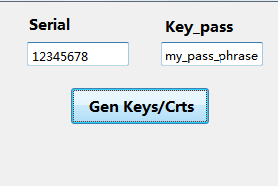 Serial Key_pass
12345678 my_pass_phrase
Gen Keys/Crts